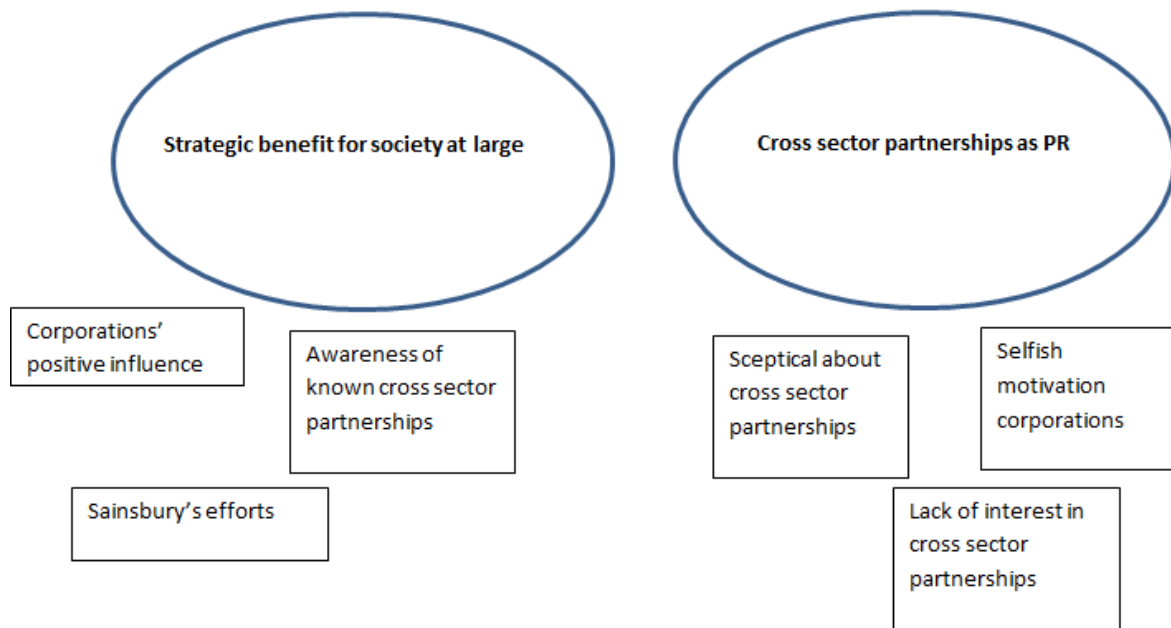 Strategic benefit for society at large
Cross sector partnerships as PR
Corporations’
positive influence
Awareness of
known cross sector
partnerships
Sainsbury’s efforts
Sceptical about
cross sector
partnerships
Selfish
motivation
corporations
Lack of interest in
cross sector
partnerships